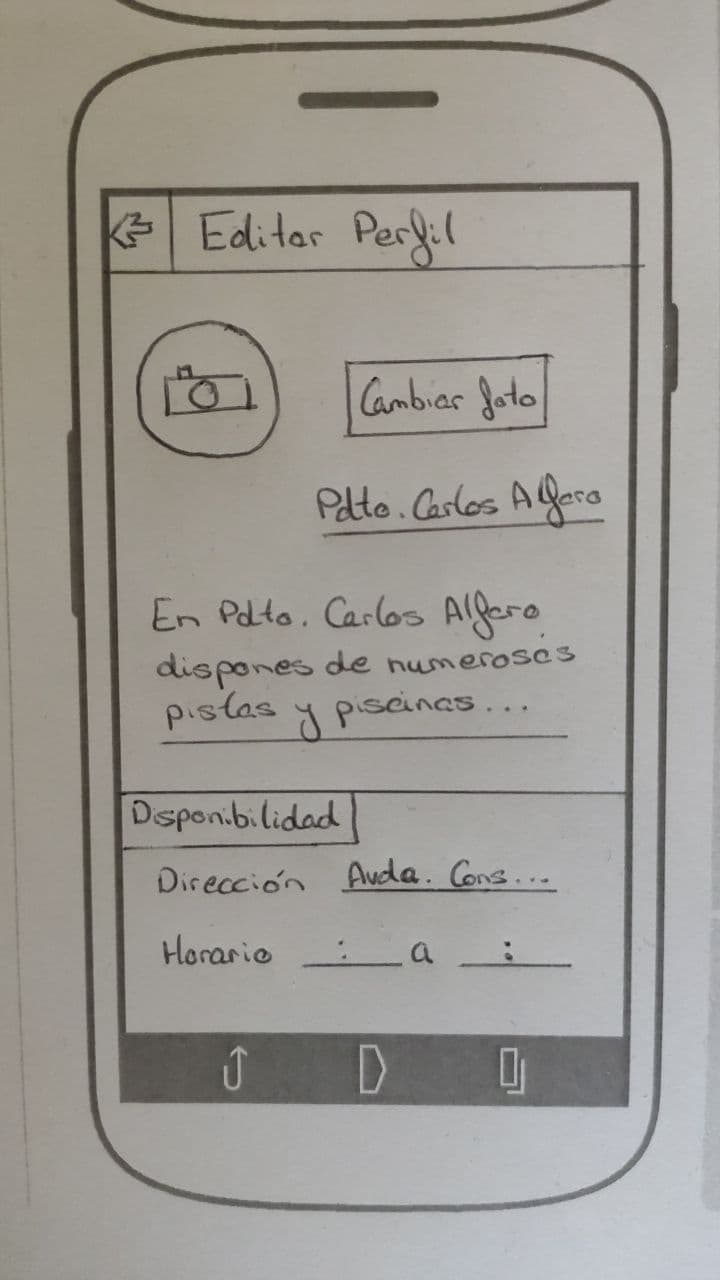 Editar Perfil
Cambiar foto
Pdto. Carlos Alfaro
En Pdto. Carlos Alfaro
dispones de numerosas
pistas y piscinas...
Disponibilidad
Dirección Avda. Cons...
Horario : a :